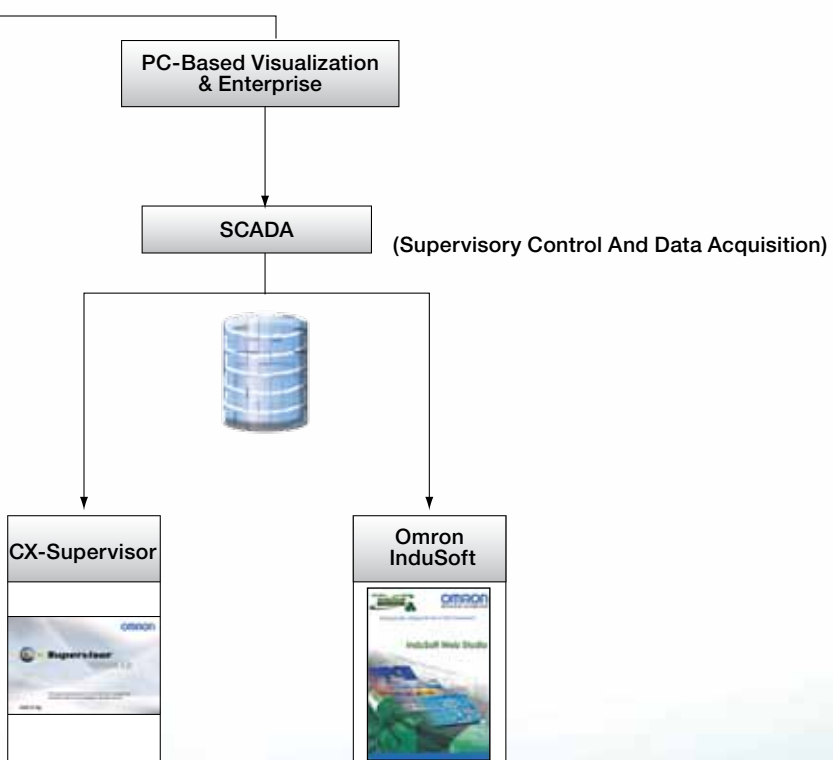 PC-Based Visualization
& Enterprise
SCADA
(Supervisory Control And Data Acquisition)
CX-Supervisor
Omron
InduSoft
OMRON
Supervisor
OMRON
InduSoft Web Studio